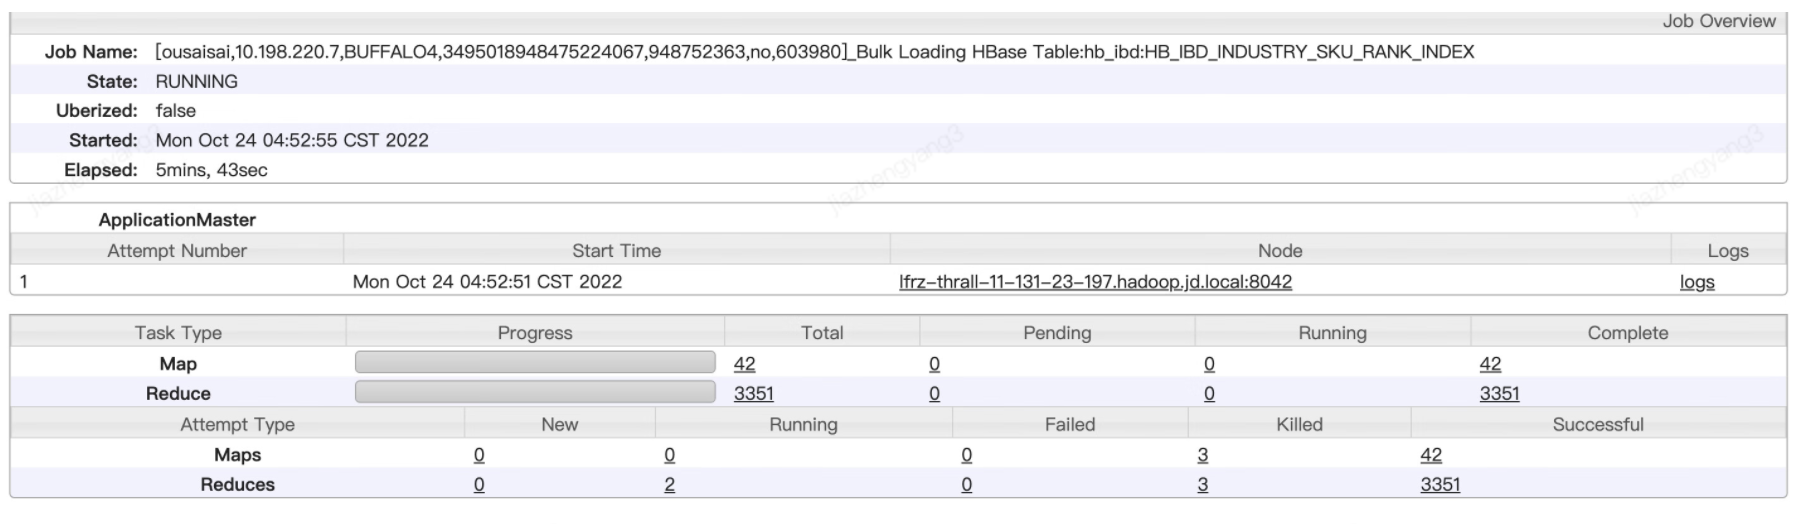 Job Overview
Job Name: [ousaisai,10.198.220.7,BUFFALO4,3495018948475224067,948752363,no,603980]_Bulk Loading HBase Table:hb_ibd:HB_IBD_INDUSTRY_SKU_RANK_INDEX
State: RUNNING
Uberized: false
Started: Mon Oct 24 04:52:55 CST 2022
Elapsed: 5mins, 43sec
jiazhengyang3 jiazhengyang3 jiazhengyang3
ApplicationMaster
Attempt Number Start Time Node Logs
1 Mon Oct 24 04:52:51 CST 2022 lfrz-thrall-11-131-23-197.hadoop.jd.local:8042 logs
Task Type Progress Total Pending Running Complete
Map 42 0 0 42
Reduce 3351 0 0 3351
Attempt Type New Running Failed Killed Successful
Maps 0 0 0 3 42
Reduces 0 2 0 3 3351